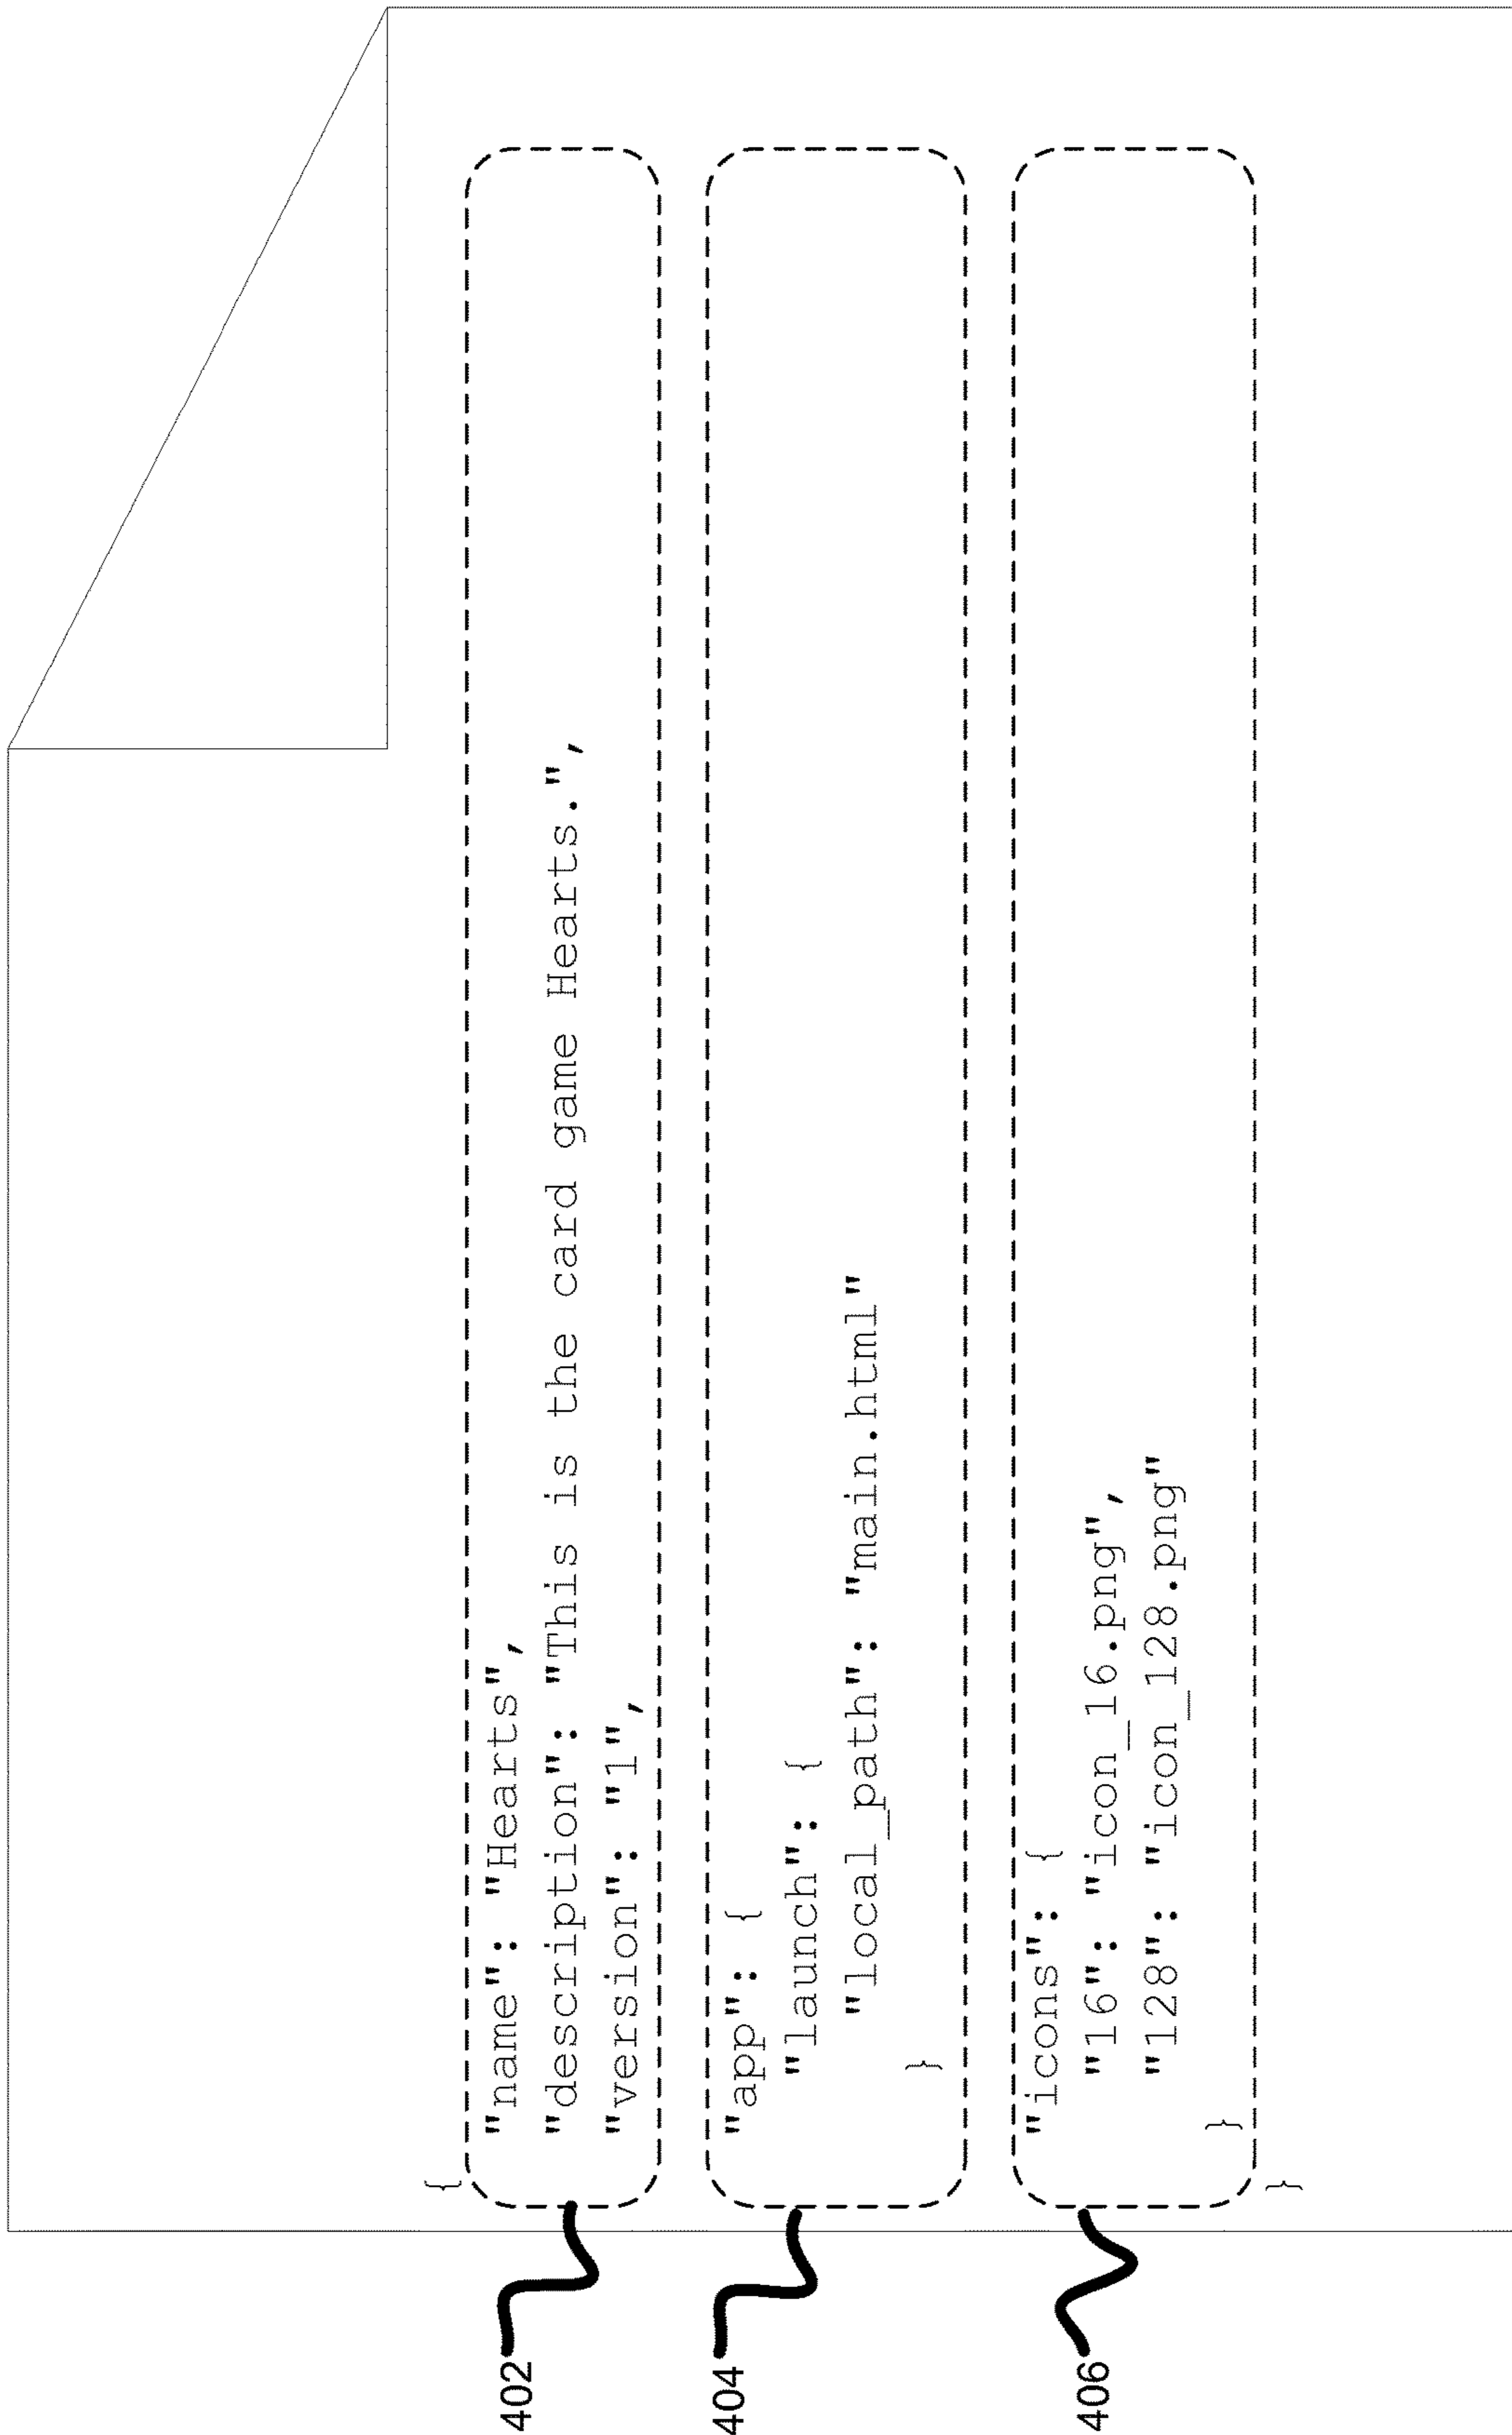 {
"name": "Hearts",
"description": "This is the card game Hearts.",
"version": "1",
402
"app": {
"launch": {
"local_path": "main.html"
}
404
"icons": {
"16": "icon_16.png",
"128": "icon_128.png"
}
406
}